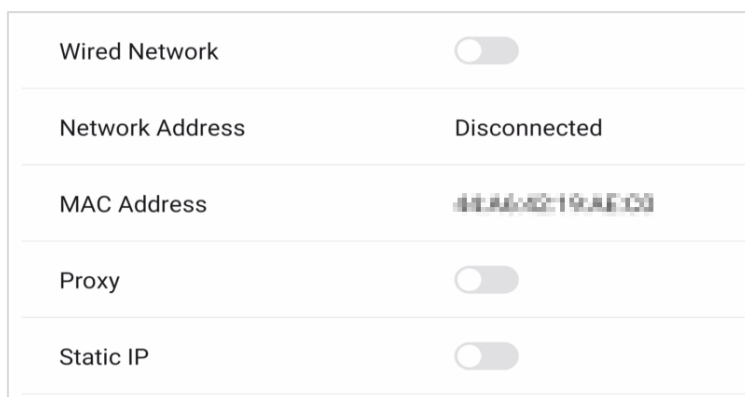 Wired Network
Network Address Disconnected
MAC Address
Proxy
Static IP